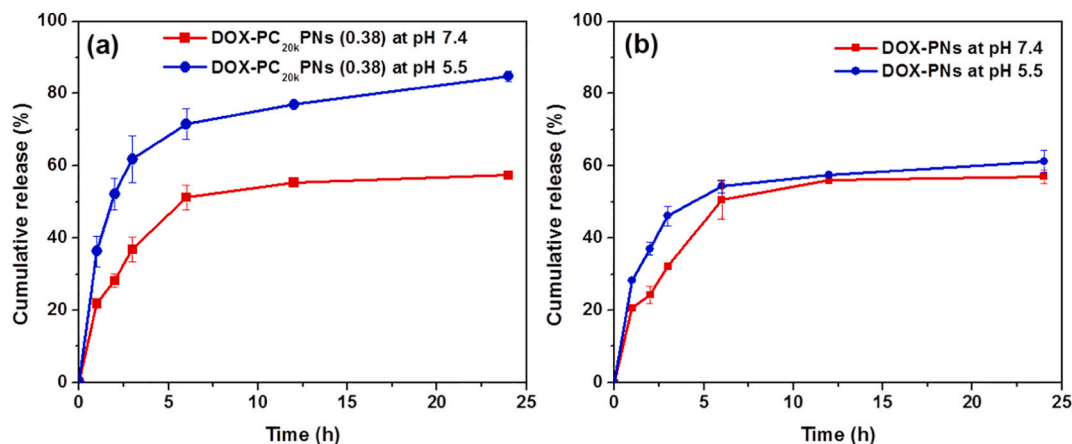 (a)
DOX-PC20kPNs (0.38) at pH 7.4
DOX-PC20kPNs (0.38) at pH 5.5
Cumulative release (%)
100
80
60
40
20
0
0 5 10 15 20 25
Time (h)
(b)
DOX-PNs at pH 7.4
DOX-PNs at pH 5.5
Cumulative release (%)
100
80
60
40
20
0
0 5 10 15 20 25
Time (h)